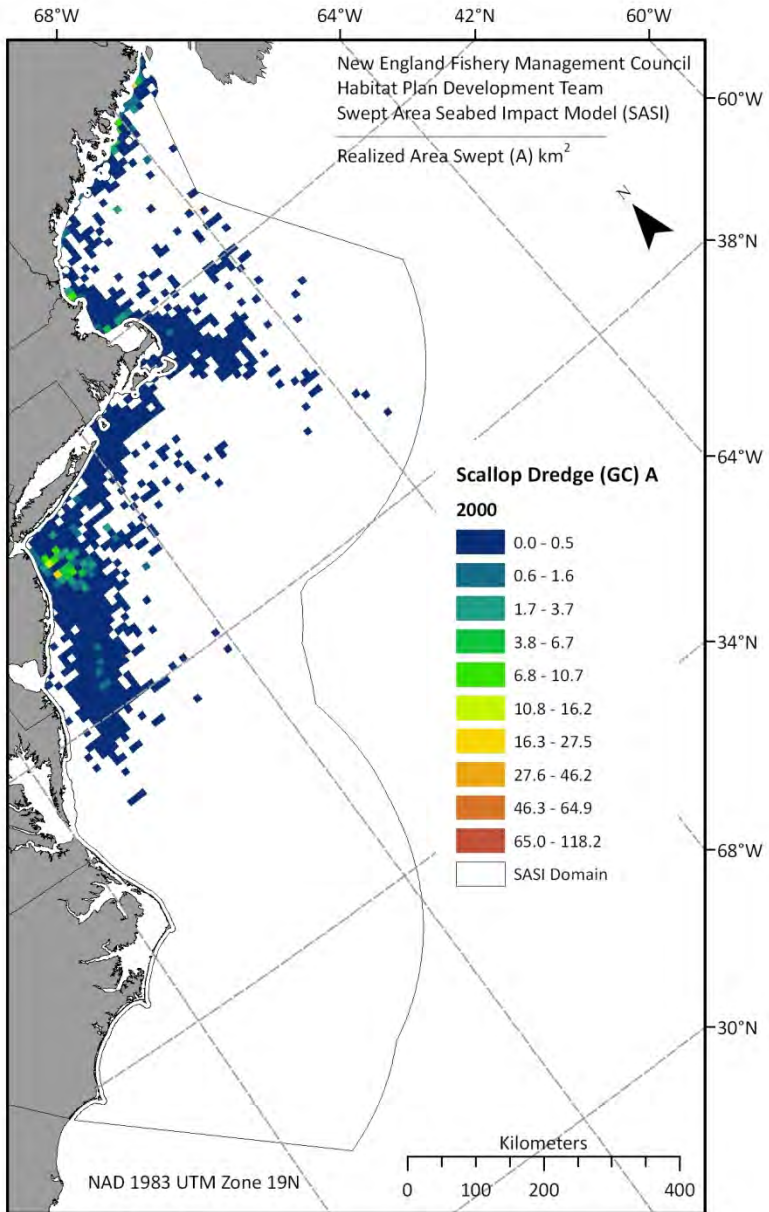 68°W
64°W
42°N
60°W
New England Fishery Management Council
Habitat Plan Development Team
Swept Area Seabed Impact Model (SASI)
Realized Area Swept (A) km²
60°W
N
38°N
64°W
Scallop Dredge (GC) A
2000
0.0 - 0.5
0.6 - 1.6
1.7 - 3.7
3.8 - 6.7
6.8 - 10.7
10.8 - 16.2
16.3 - 27.5
27.6 - 46.2
46.3 - 64.9
65.0 - 118.2
SASI Domain
34°N
68°W
30°N
Kilometers
0 100 200 400
NAD 1983 UTM Zone 19N